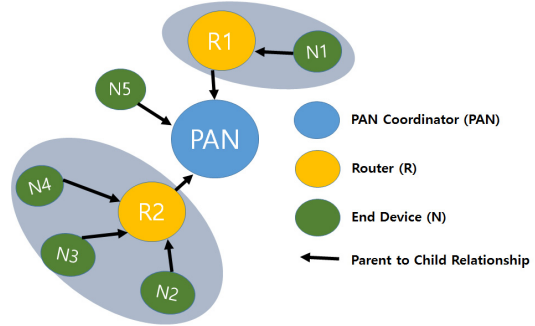 R1
N1
N5
PAN
N4
R2
N3
N2
PAN Coordinator (PAN)
Router (R)
End Device (N)
Parent to Child Relationship